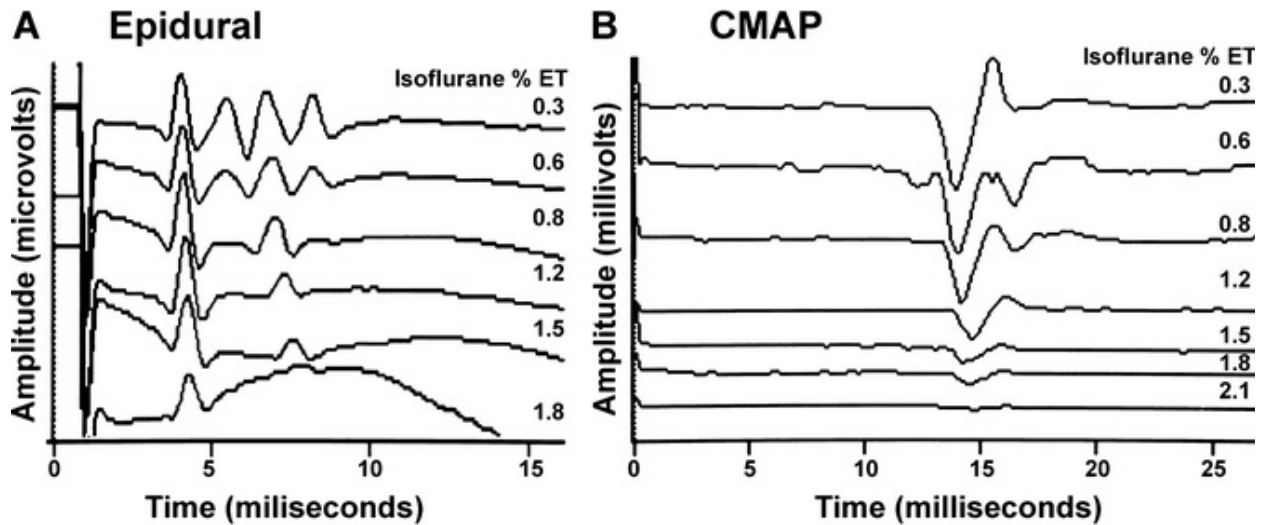 A Epidural
Amplitude (microvolts)
Isoflurane % ET
0.3
0.6
0.8
1.2
1.5
1.8
0 5 10 15
Time (miliseconds)
B CMAP
Amplitude (millivolts)
Isoflurane % ET
0.3
0.6
0.8
1.2
1.5
1.8
2.1
0 5 10 15 20 25
Time (milliseconds)